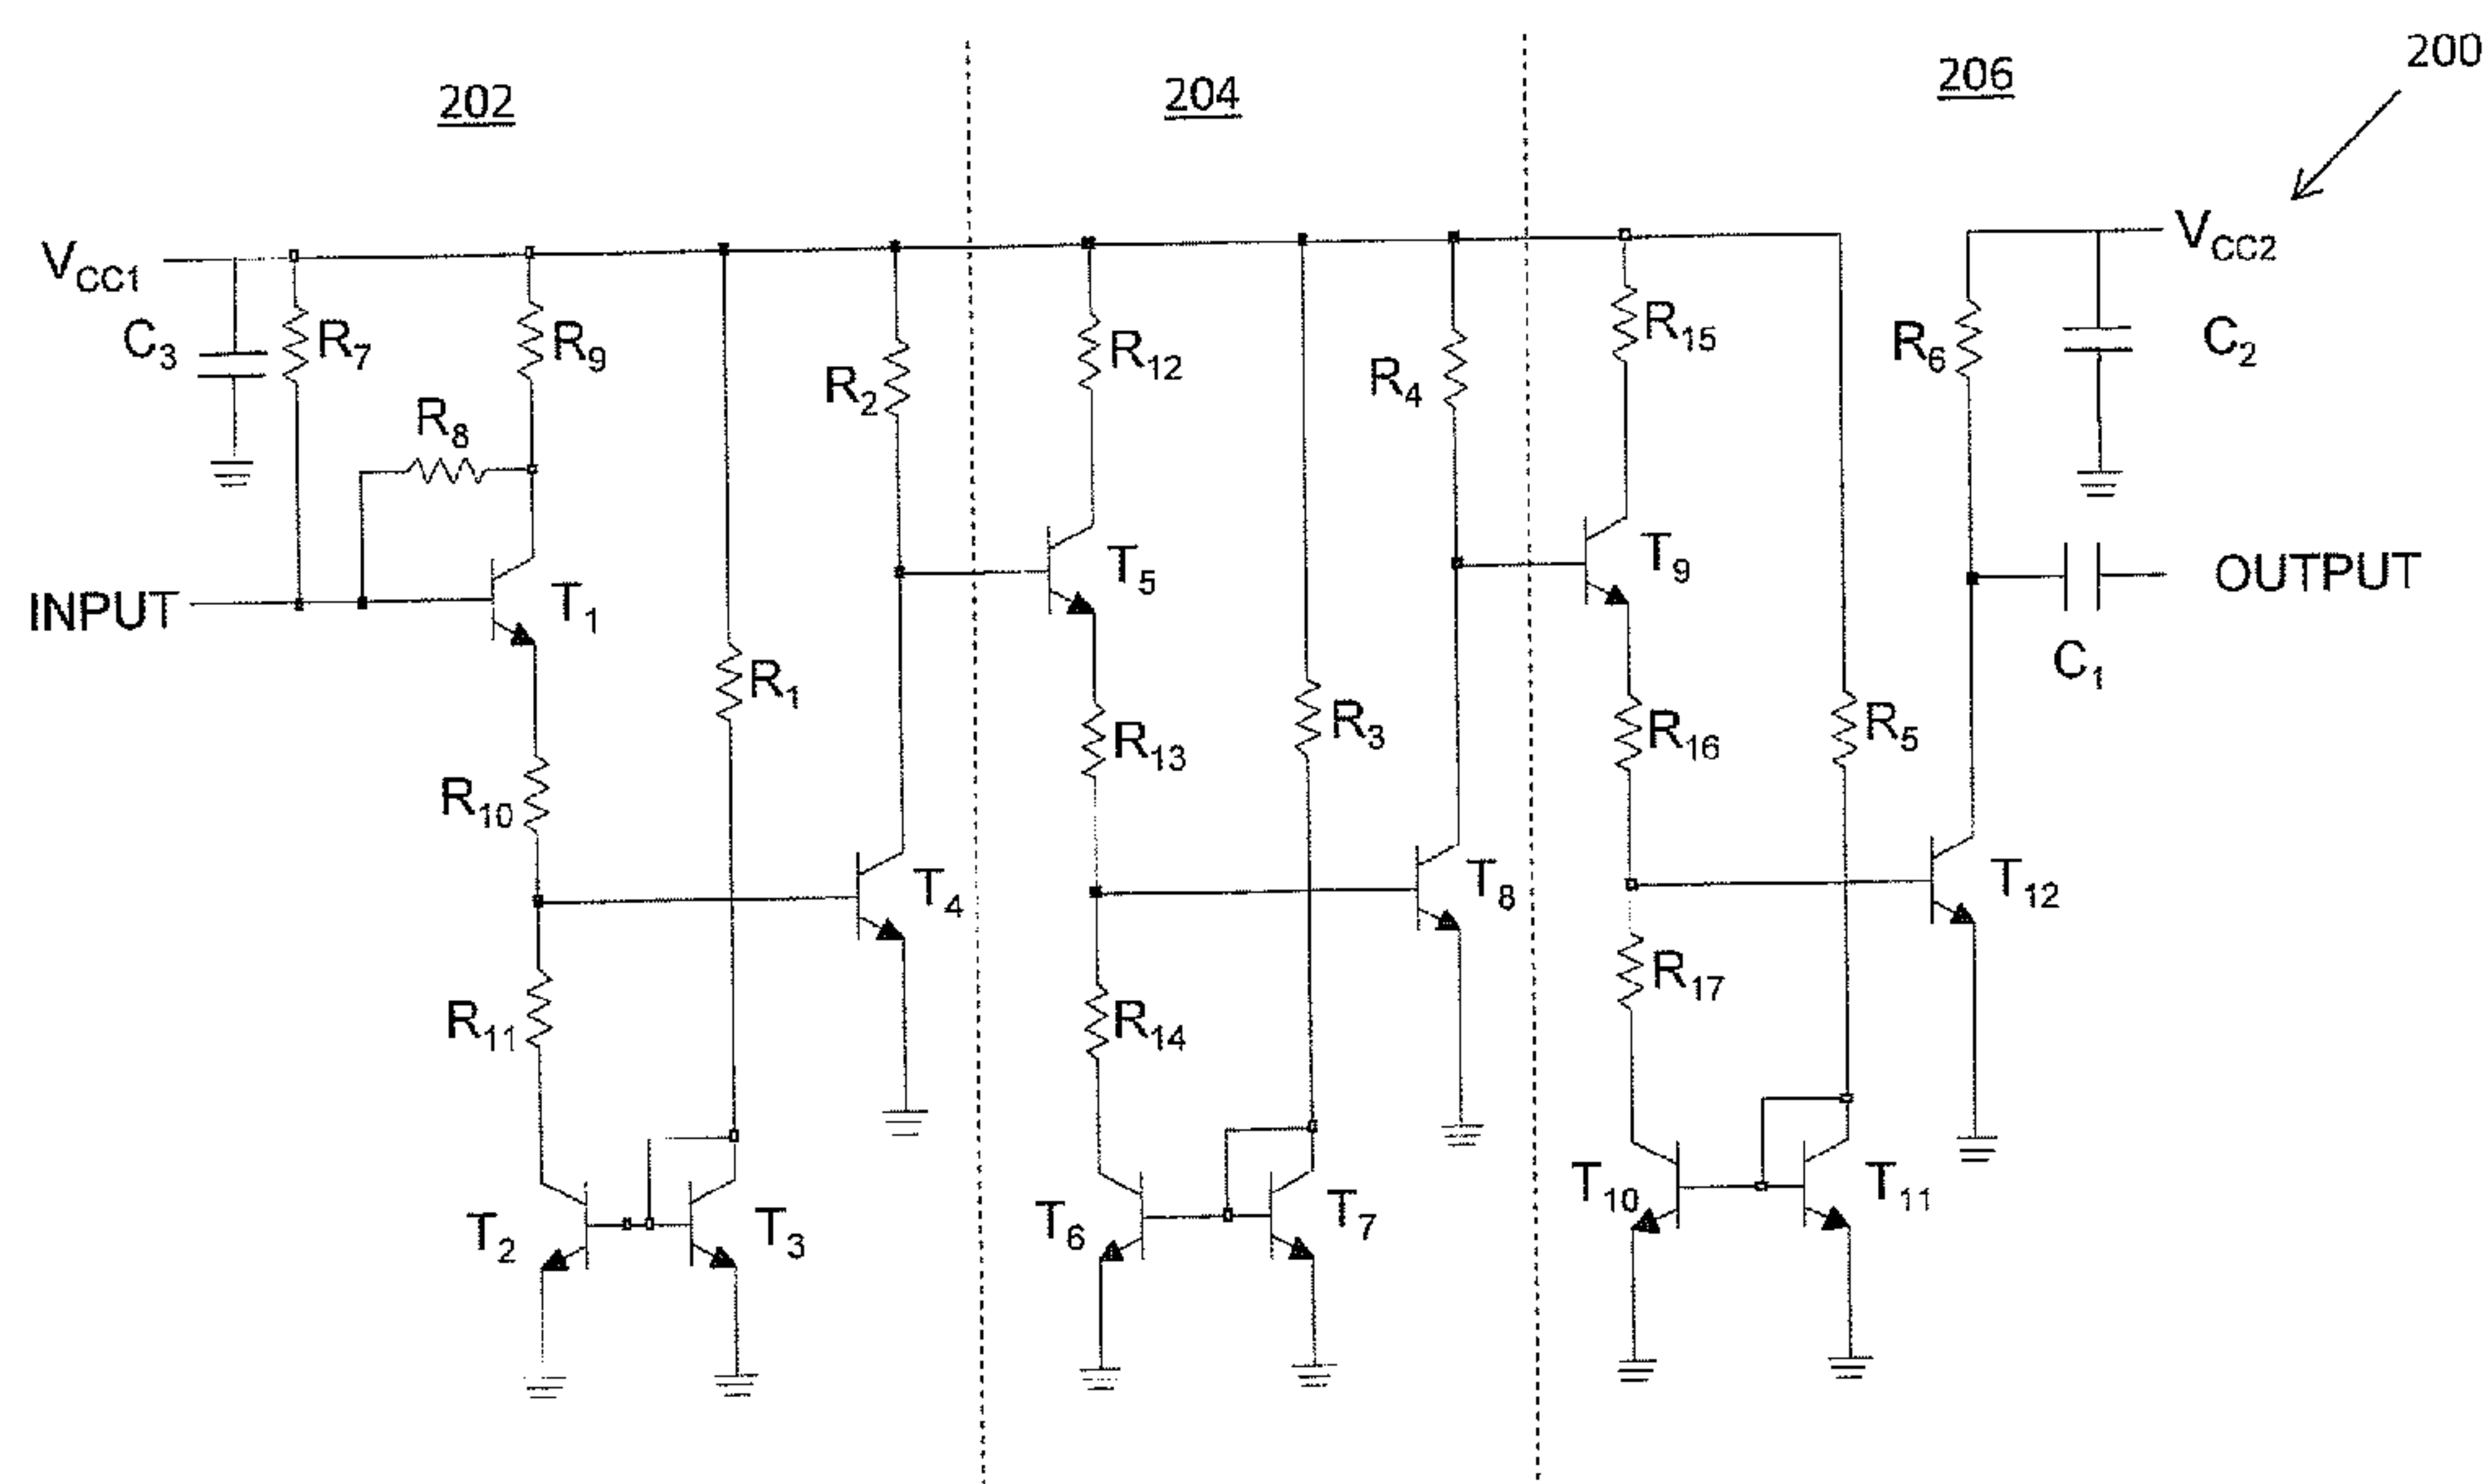 200
202
204
206
VCC1
VCC2
C3
R7
R9
R2
R12
R4
R15
R6
C2
R8
INPUT
T1
T5
T9
OUTPUT
C1
R1
R10
R13
R3
R16
R5
T4
T8
T12
R11
R14
R17
T2
T3
T6
T7
T10
T11